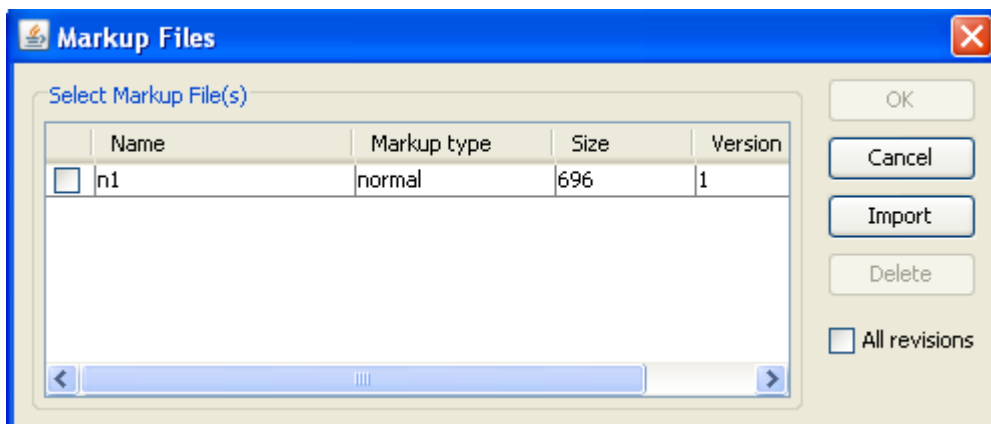 Markup Files
Select Markup File(s)
Name Markup type Size Version
n1 normal 696 1
OK
Cancel
Import
Delete
All revisions